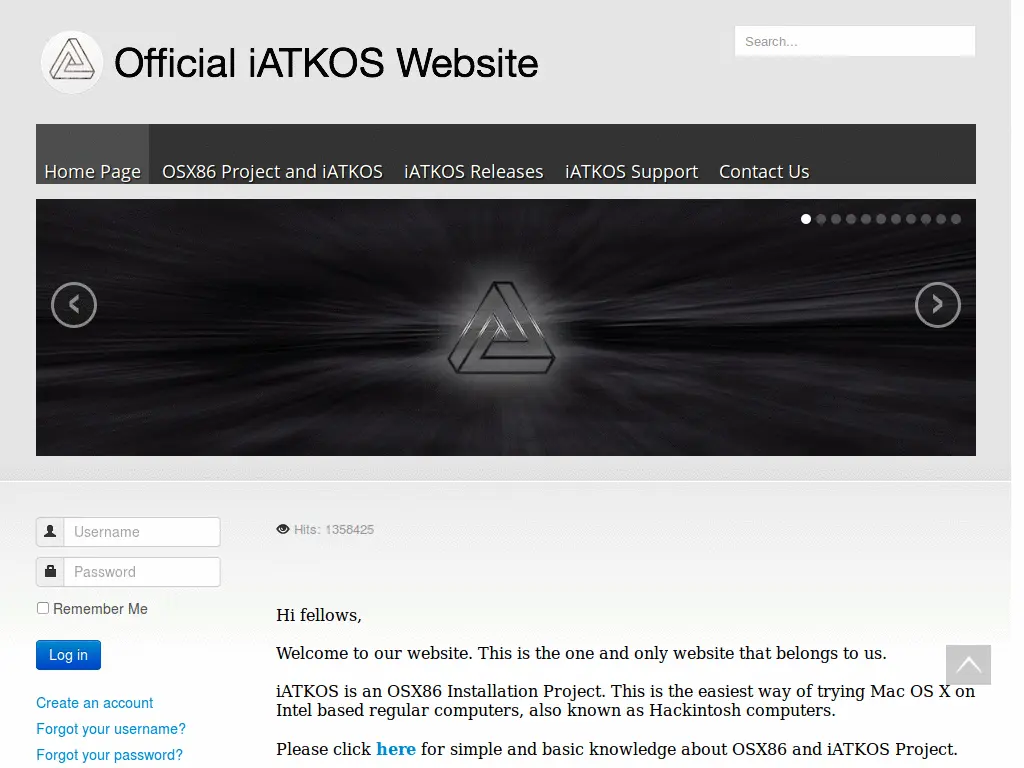 Official iATKOS Website
Search...
Home Page
OSX86 Project and iATKOS
iATKOS Releases
iATKOS Support
Contact Us
Username
Password
Remember Me
Log in
Create an account
Forgot your username?
Forgot your password?
Hits: 1358425
Hi fellows,
Welcome to our website. This is the one and only website that belongs to us.
iATKOS is an OSX86 Installation Project. This is the easiest way of trying Mac OS X on
Intel based regular computers, also known as Hackintosh computers.
Please click here for simple and basic knowledge about OSX86 and iATKOS Project.